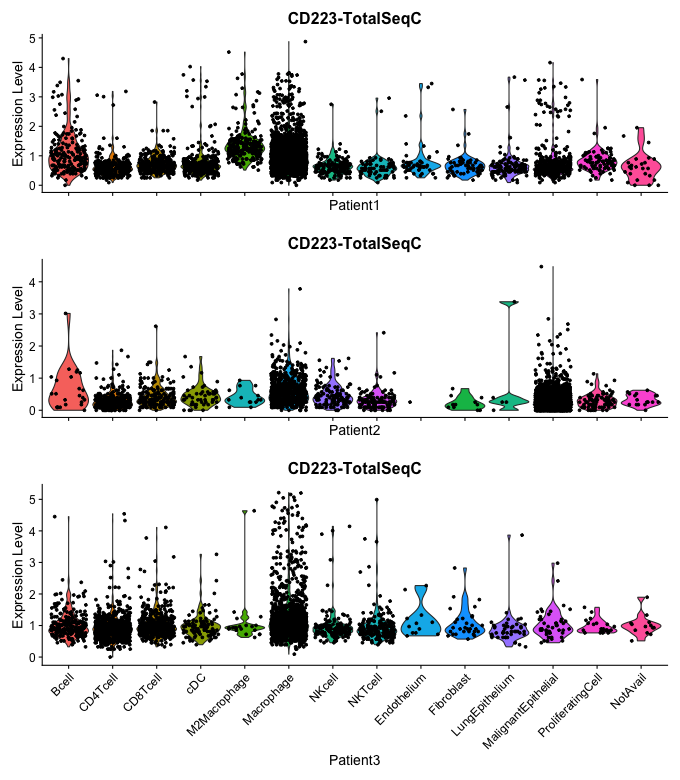 CD223-TotalSeqC
Expression Level
5
4
3
2
1
0
Patient1
CD223-TotalSeqC
Expression Level
4
3
2
1
0
Patient2
CD223-TotalSeqC
Expression Level
5
4
3
2
1
0
Bcell
CD4Tcell
CD8Tcell
cDC
M2Macrophage
Macrophage
NKcell
NKTcell
Endothelium
Fibroblast
LungEpithelium
MalignantEpithelial
ProliferatingCell
NotAvail
Patient3